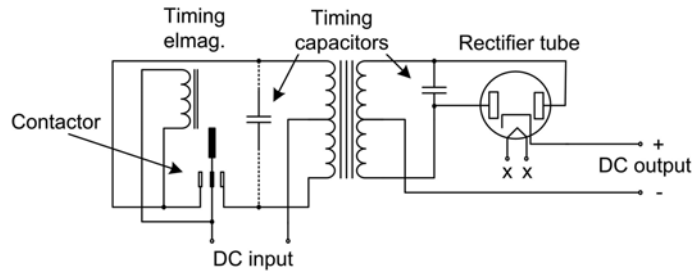 Timing
elmag.
Timing
capacitors
Rectifier tube
Contactor
+
DC output
x x
-
DC input